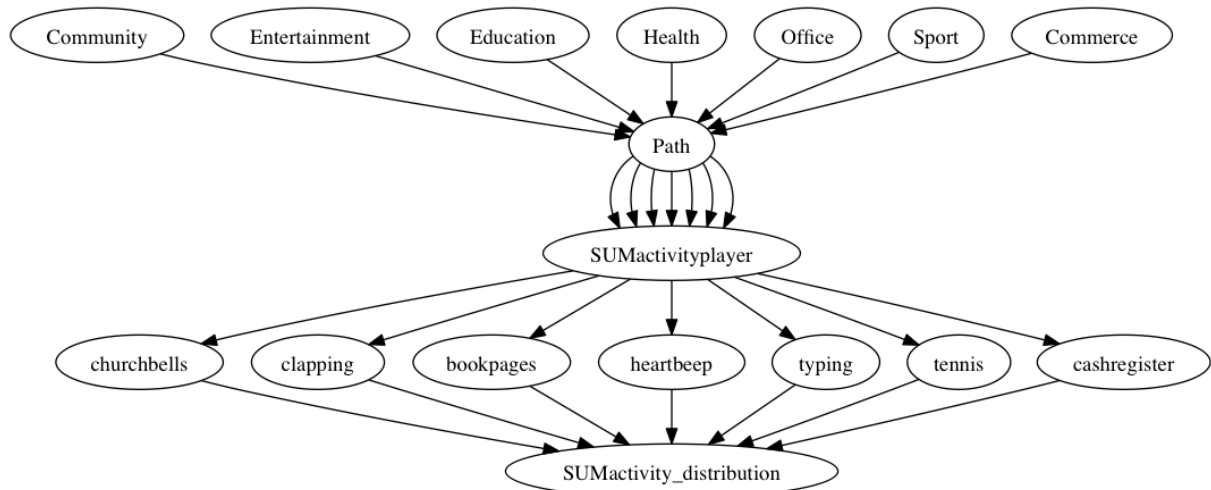 Community Entertainment Education Health Office Sport Commerce
Path
SUMactivityplayer
churchbells clapping bookpages heartbeep typing tennis cashregister
SUMactivity_distribution